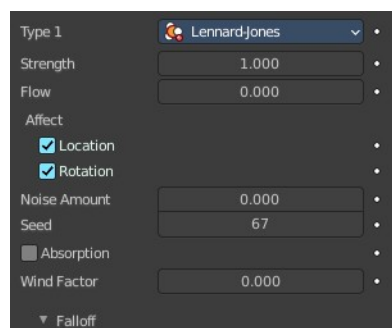 Type 1 Lennard-Jones
Strength 1.000
Flow 0.000
Affect
Location
Rotation
Noise Amount 0.000
Seed 67
Absorption
Wind Factor 0.000
Falloff